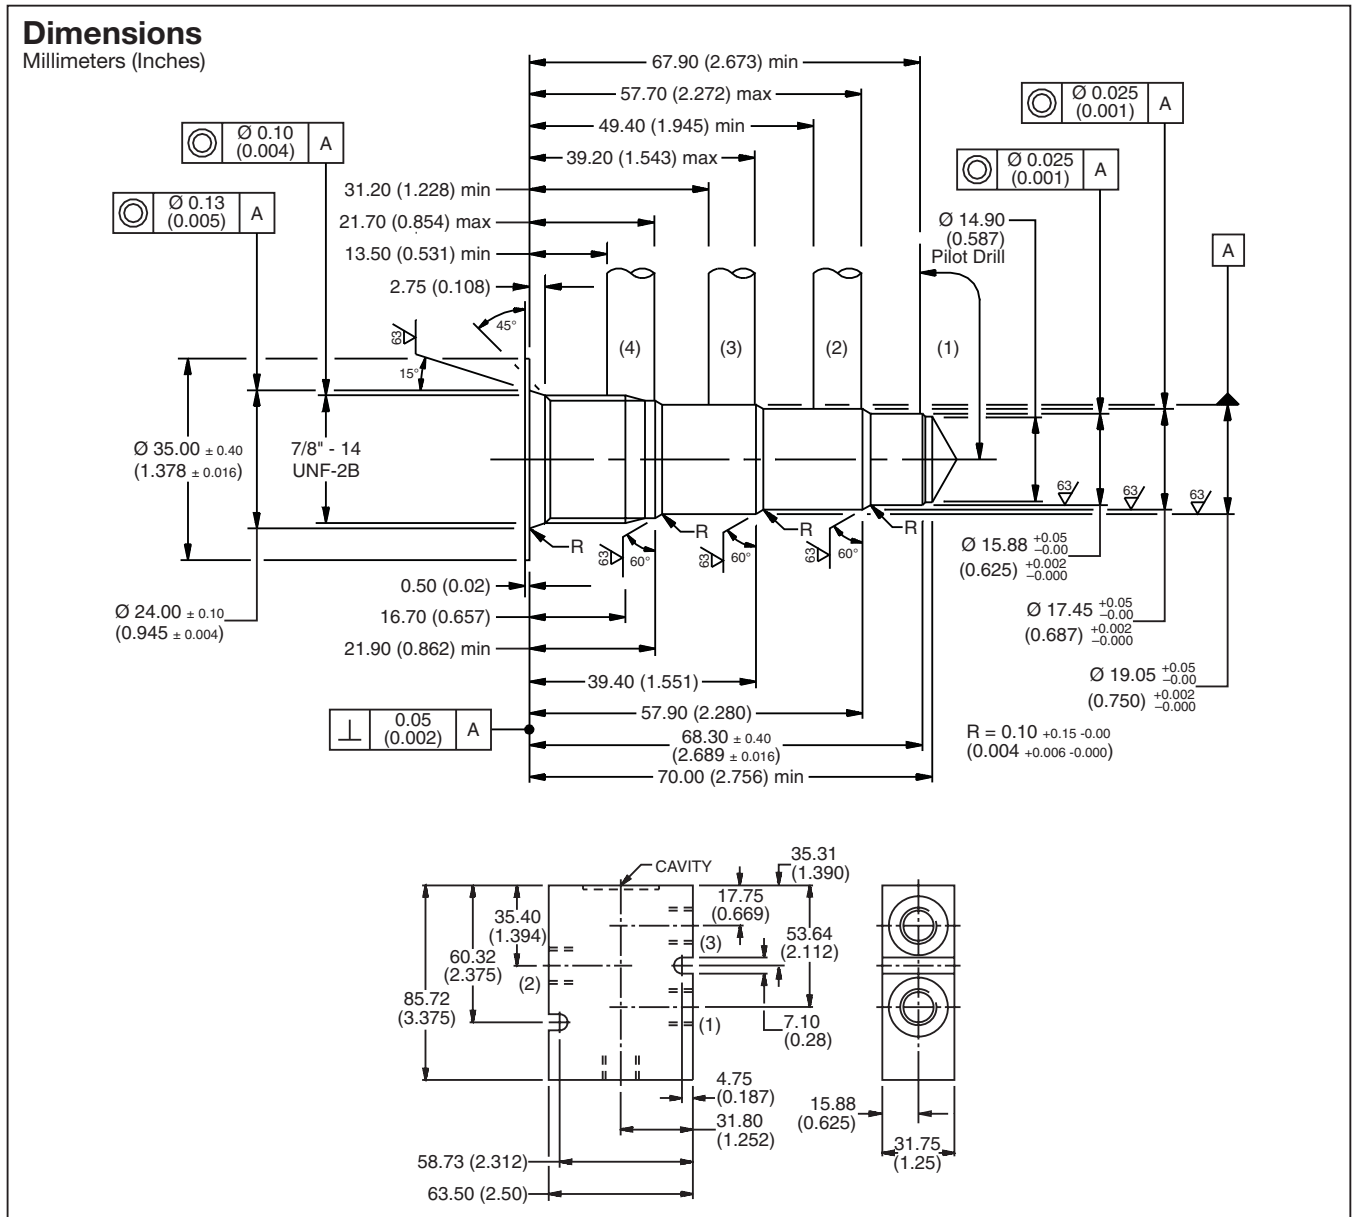 Dimensions
Millimeters (Inches)
67.90 (2.673) min
57.70 (2.272) max
49.40 (1.945) min
39.20 (1.543) max
31.20 (1.228) min
21.70 (0.854) max
13.50 (0.531) min
2.75 (0.108)
Ø 0.10
(0.004)
A
Ø 0.13
(0.005)
A
Ø 0.025
(0.001)
A
Ø 0.025
(0.001)
A
Ø 14.90
(0.587)
Pilot Drill
A
45°
63
15°
(4)
(3)
(2)
(1)
Ø 35.00 ± 0.40
(1.378 ± 0.016)
7/8" - 14
UNF-2B
R
R
R
R
63
60°
63
60°
63
60°
63
63
63
Ø 15.88 +0.05 −0.00
(0.625) +0.002 −0.000
Ø 17.45 +0.05 −0.00
(0.687) +0.002 −0.000
Ø 19.05 +0.05 −0.00
(0.750) +0.002 −0.000
Ø 24.00 ± 0.10
(0.945 ± 0.004)
0.50 (0.02)
16.70 (0.657)
21.90 (0.862) min
39.40 (1.551)
57.90 (2.280)
68.30 ± 0.40
(2.689 ± 0.016)
70.00 (2.756) min
⊥
0.05
(0.002)
A
R = 0.10 +0.15 -0.00
(0.004 +0.006 -0.000)
CAVITY
35.31
(1.390)
17.75
(0.669)
35.40
(1.394)
53.64
(2.112)
60.32
(2.375)
(3)
(2)
85.72
(3.375)
(1)
7.10
(0.28)
4.75
(0.187)
31.80
(1.252)
58.73 (2.312)
63.50 (2.50)
15.88
(0.625)
31.75
(1.25)